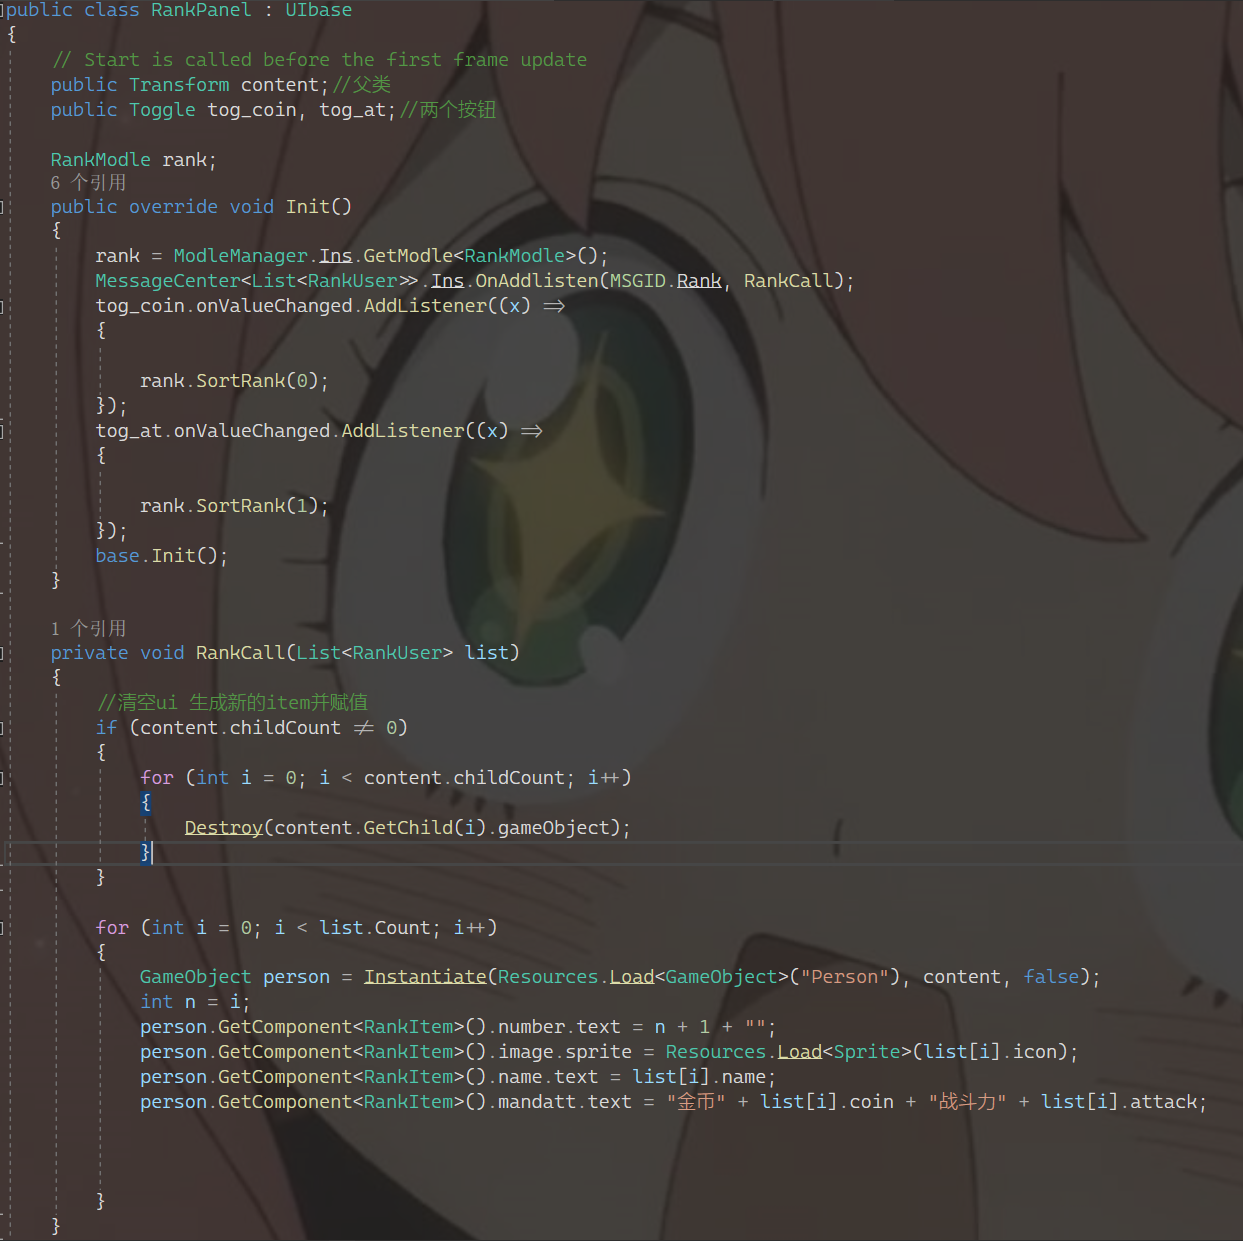 public class RankPanel : UIbase
{
// Start is called before the first frame update
public Transform content;//父类
public Toggle tog_coin, tog_at;//两个按钮
RankModle rank;
6 个引用
public override void Init()
{
rank = ModleManager.Ins.GetModle<RankModle>();
MessageCenter<List<RankUser>>.Ins.OnAddlisten(MSGID.Rank, RankCall);
tog_coin.onValueChanged.AddListener((x) =>
{
rank.SortRank(0);
});
tog_at.onValueChanged.AddListener((x) =>
{
rank.SortRank(1);
});
base.Init();
}
1 个引用
private void RankCall(List<RankUser> list)
{
//清空ui 生成新的item并赋值
if (content.childCount != 0)
{
for (int i = 0; i < content.childCount; i++)
{
Destroy(content.GetChild(i).gameObject);
}
}
for (int i = 0; i < list.Count; i++)
{
GameObject person = Instantiate(Resources.Load<GameObject>("Person"), content, false);
int n = i;
person.GetComponent<RankItem>().number.text = n + 1 + "";
person.GetComponent<RankItem>().image.sprite = Resources.Load<Sprite>(list[i].icon);
person.GetComponent<RankItem>().name.text = list[i].name;
person.GetComponent<RankItem>().mandatt.text = "金币" + list[i].coin + "战斗力" + list[i].attack;
}
}